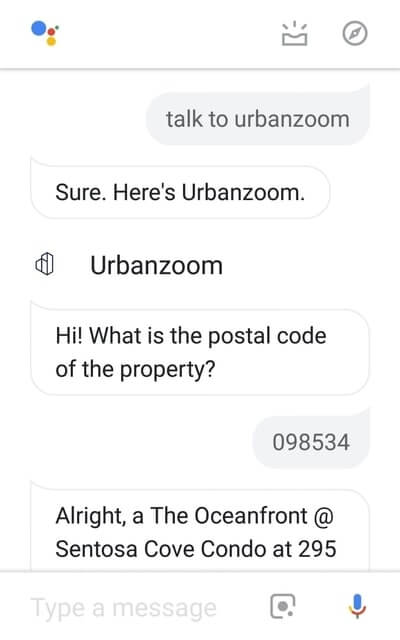 talk to urbanzoom
Sure. Here's Urbanzoom.
Urbanzoom
Hi! What is the postal code
of the property?
098534
Alright, a The Oceanfront @
Sentosa Cove Condo at 295
Type a message